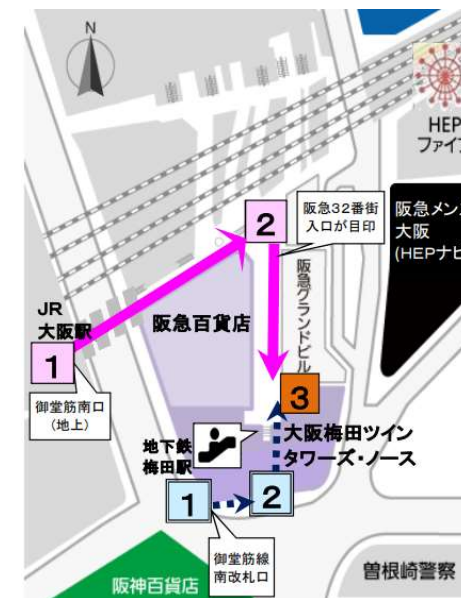 N
HEP
ファイ
2
阪急32番街
入口が目印
阪急メン
大阪
(HEPナビ
阪急グランドビル
JR
大阪駅
1
阪急百貨店
御堂筋南口
(地上)
3
大阪梅田ツイン
タワーズ・ノース
地下鉄
梅田駅
1
2
御堂筋線
南改札口
阪神百貨店
曽根崎警察